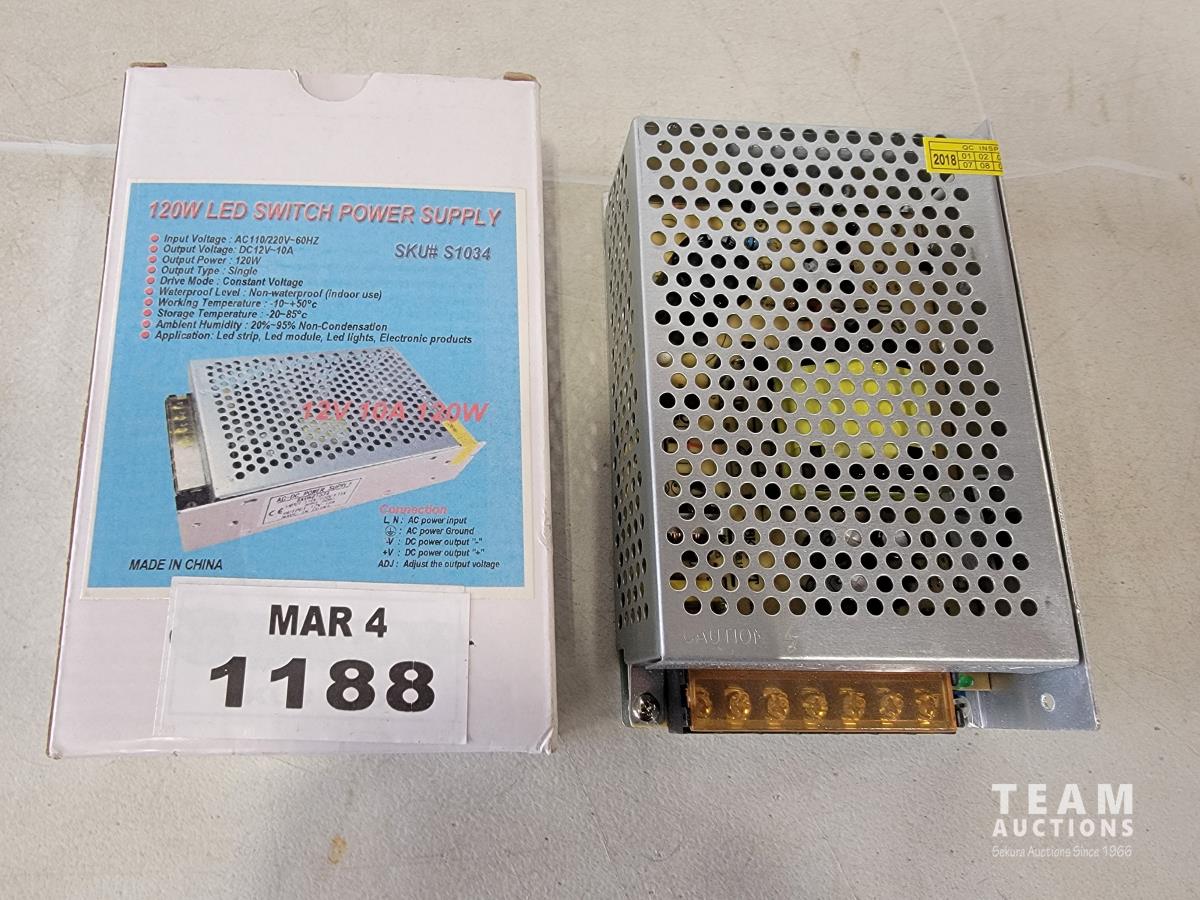 120W LED SWITCH POWER SUPPLY
Input Voltage : AC110/220V~60HZ
SKU# S1034
Output Voltage: DC12V~10A
Output Power : 120W
Output Type : Single
Drive Mode : Constant Voltage
Waterproof Level : Non-waterproof (indoor use)
Working Temperature : -10~+50°c
Storage Temperature : -20~85°c
Ambient Humidity : 20%~95% Non-Condensation
Application: Led strip, Led module, Led lights, Electronic products
12V 10A 120W
AC-DC POWER SUPPLY
CE
Connection
L, N : AC power input
: AC power Ground
-V : DC power output "-"
+V : DC power output "+"
ADJ : Adjust the output voltage
MADE IN CHINA
MAR 4
1188
QC INSP
2018 01 02
07 08
CAUTION
TEAM
AUCTIONS
Sekura Auctions Since 1966